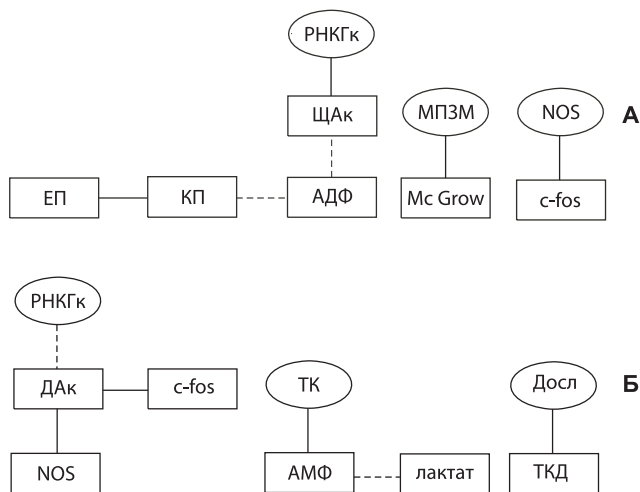 РНКГк
ЩАк
МПЗМ
NOS
А
ЕП
КП
АДФ
Mc Grow
c-fos
РНКГк
ДАк
c-fos
ТК
Досл
Б
NOS
АМФ
лактат
ТКД